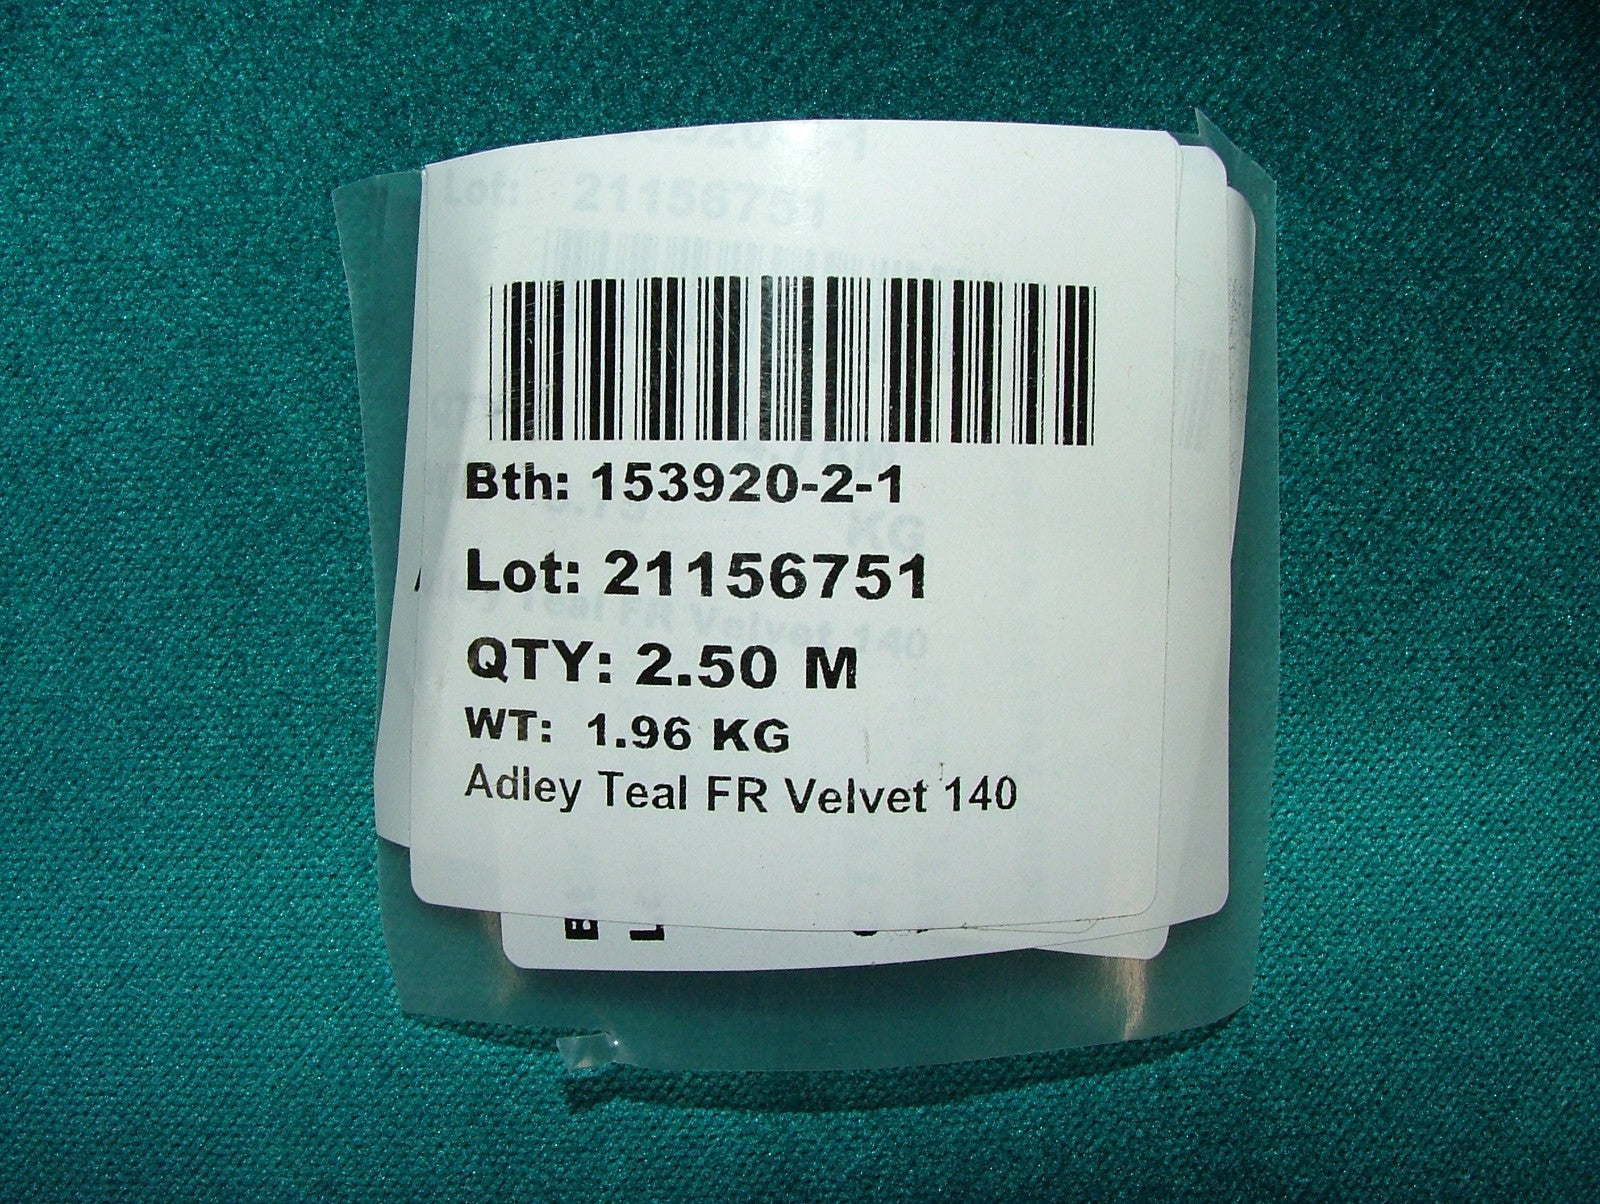 Bth: 153920-2-1
Lot: 21156751
QTY: 2.50 M
WT: 1.96 KG
Adley Teal FR Velvet 140